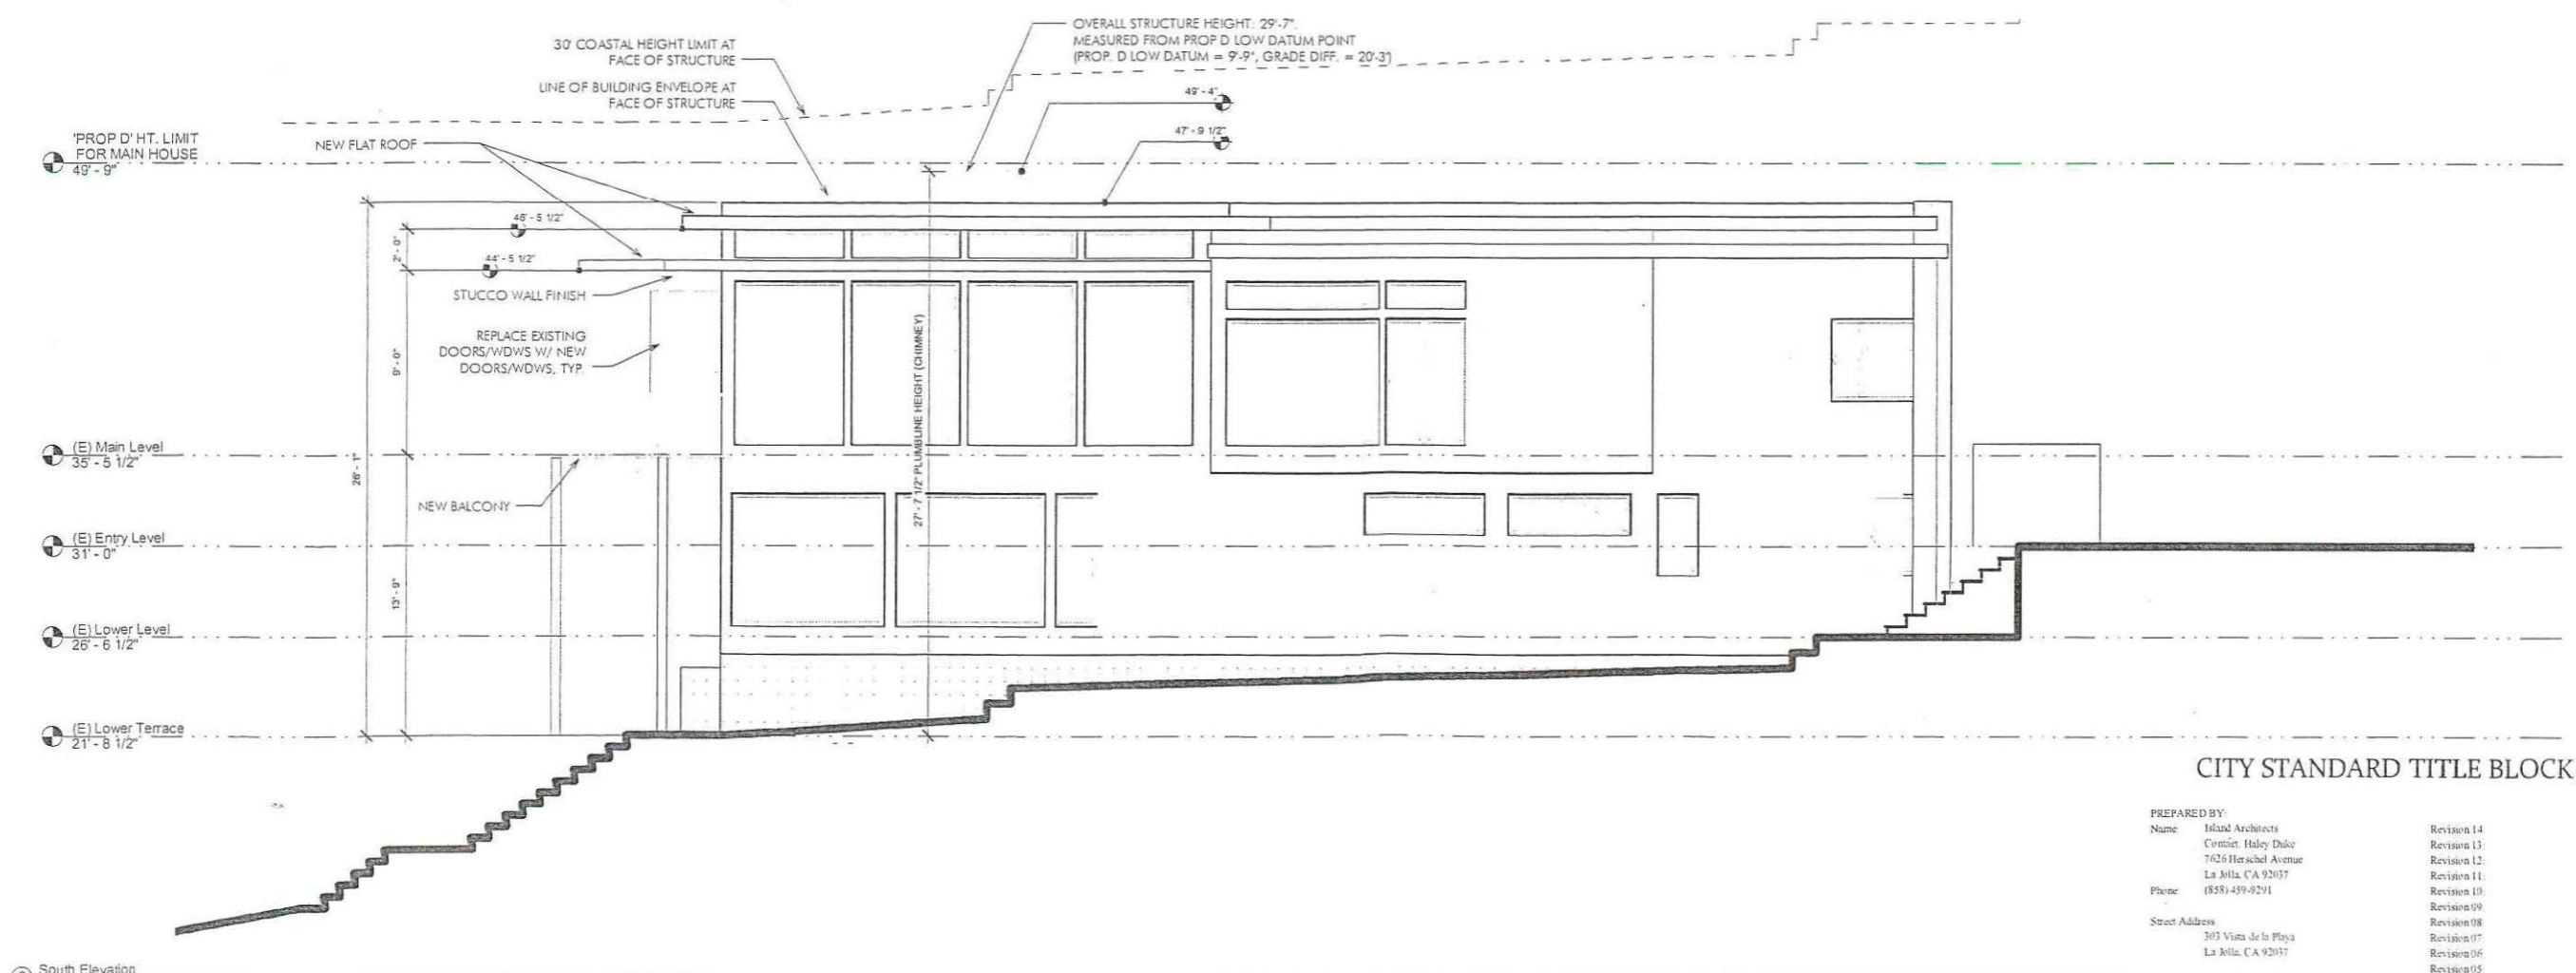 OVERALL STRUCTURE HEIGHT: 29'-7".
MEASURED FROM PROP D LOW DATUM POINT
(PROP. D LOW DATUM = 9'-9", GRADE DIFF. = 20'-3')
30' COASTAL HEIGHT LIMIT AT
FACE OF STRUCTURE
LINE OF BUILDING ENVELOPE AT
FACE OF STRUCTURE
49' - 4"
47' - 9 1/2"
'PROP D' HT. LIMIT
FOR MAIN HOUSE
49' - 9"
NEW FLAT ROOF
46' - 5 1/2"
2' - 0"
44' - 5 1/2"
STUCCO WALL FINISH
REPLACE EXISTING
DOORS/WDWS W/ NEW
DOORS/WDWS, TYP.
9' - 0"
27' - 7 1/2" PLUMBLINE HEIGHT (CHIMNEY)
(E) Main Level
35' - 5 1/2"
26' - 1"
NEW BALCONY
(E) Entry Level
31' - 0"
13' - 9"
(E) Lower Level
26' - 6 1/2"
(E) Lower Terrace
21' - 8 1/2"
CITY STANDARD TITLE BLOCK
PREPARED BY:
Name: Island Architects
Contact: Haley Duke
7626 Herschel Avenue
La Jolla, CA 92037
Phone: (858) 459-9291
Street Address
303 Vista de la Playa
La Jolla, CA 92037
Revision 14
Revision 13:
Revision 12:
Revision 11:
Revision 10:
Revision 09:
Revision 08
Revision 07:
Revision 06
Revision 05
South Elevation